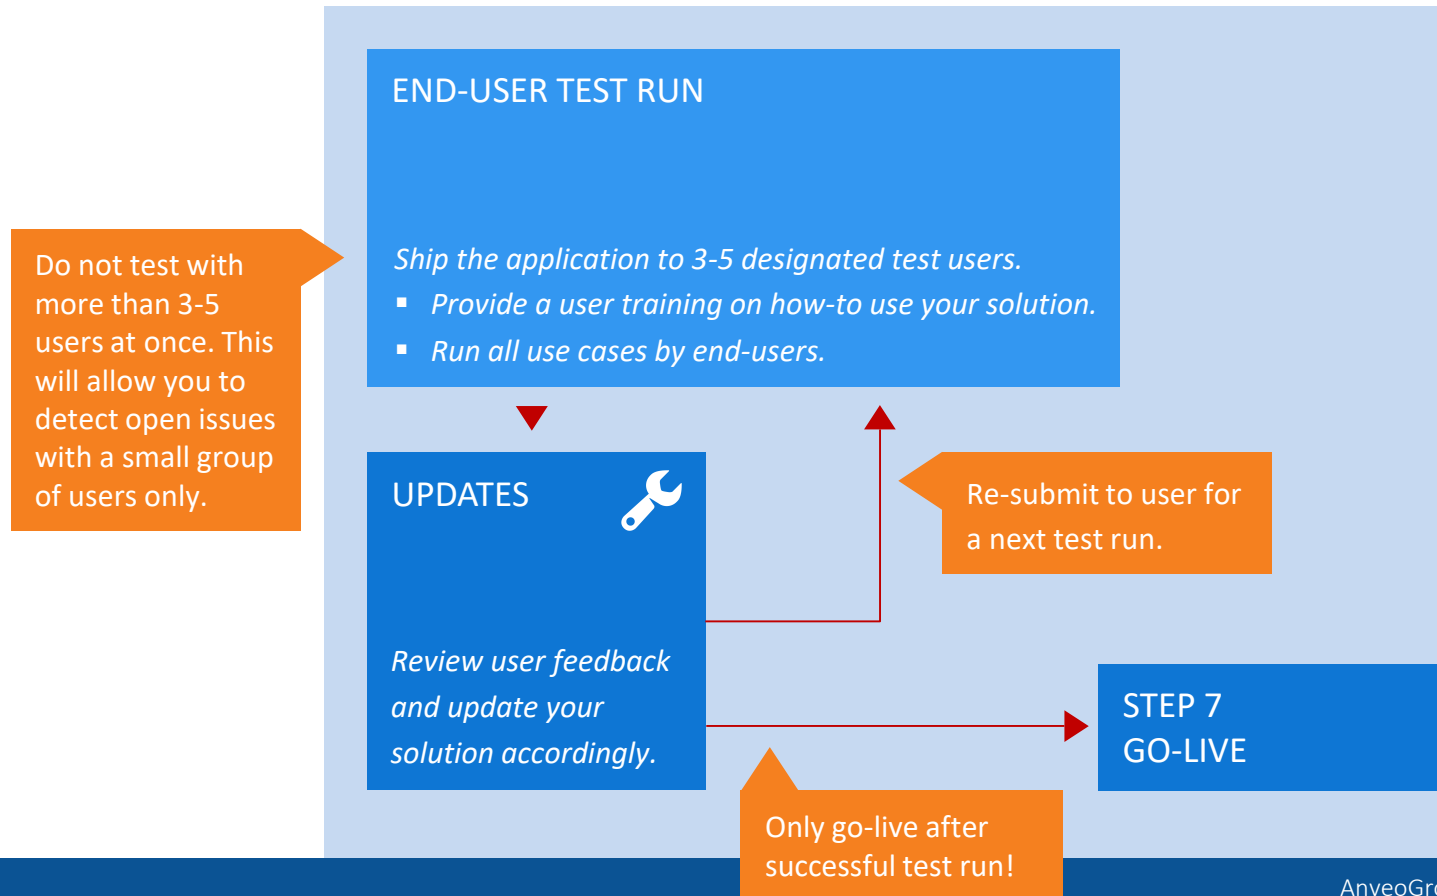 END-USER TEST RUN
Ship the application to 3-5 designated test users.
▪ Provide a user training on how-to use your solution.
▪ Run all use cases by end-users.
Do not test with
more than 3-5
users at once. This
will allow you to
detect open issues
with a small group
of users only.
UPDATES
Review user feedback
and update your
solution accordingly.
Re-submit to user for
a next test run.
STEP 7
GO-LIVE
Only go-live after
successful test run!
AnveoGro